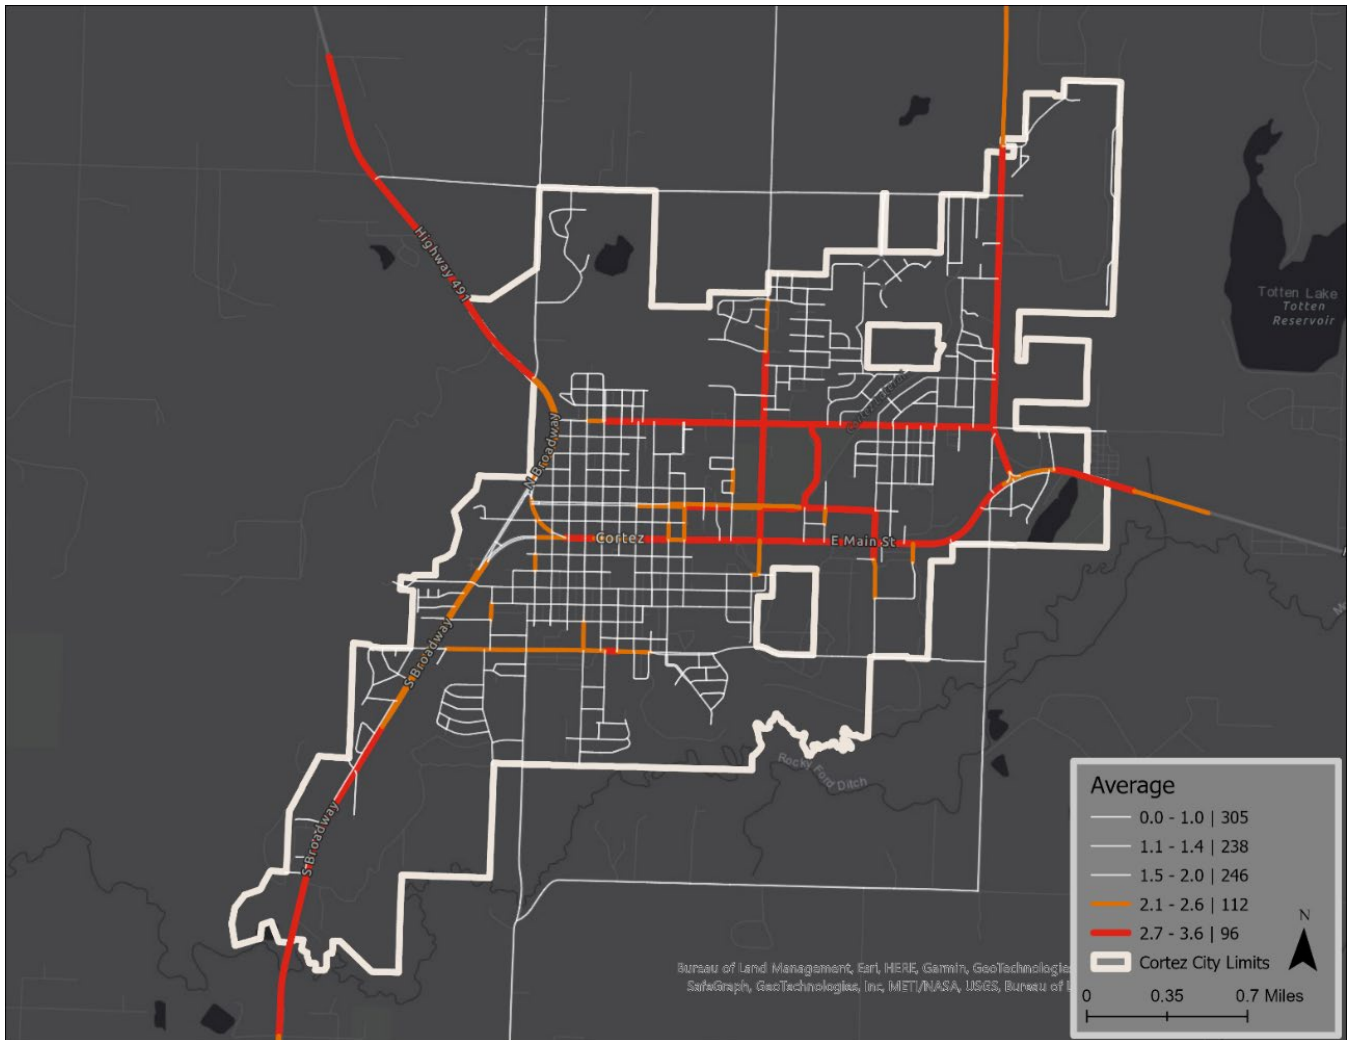 Highway 491
Totten Lake
Totten
Reservoir
N Broadway
Cortez
E Main St
S Broadway
S Broadway
Rocky Ford Ditch
Average
0.0 - 1.0 | 305
1.1 - 1.4 | 238
1.5 - 2.0 | 246
2.1 - 2.6 | 112
2.7 - 3.6 | 96
Cortez City Limits
N
0 0.35 0.7 Miles
Bureau of Land Management, Esri, HERE, Garmin, GeoTechnologie
SafeGraph, GeoTechnologies, Inc, METI/NASA, USGS, Bureau of